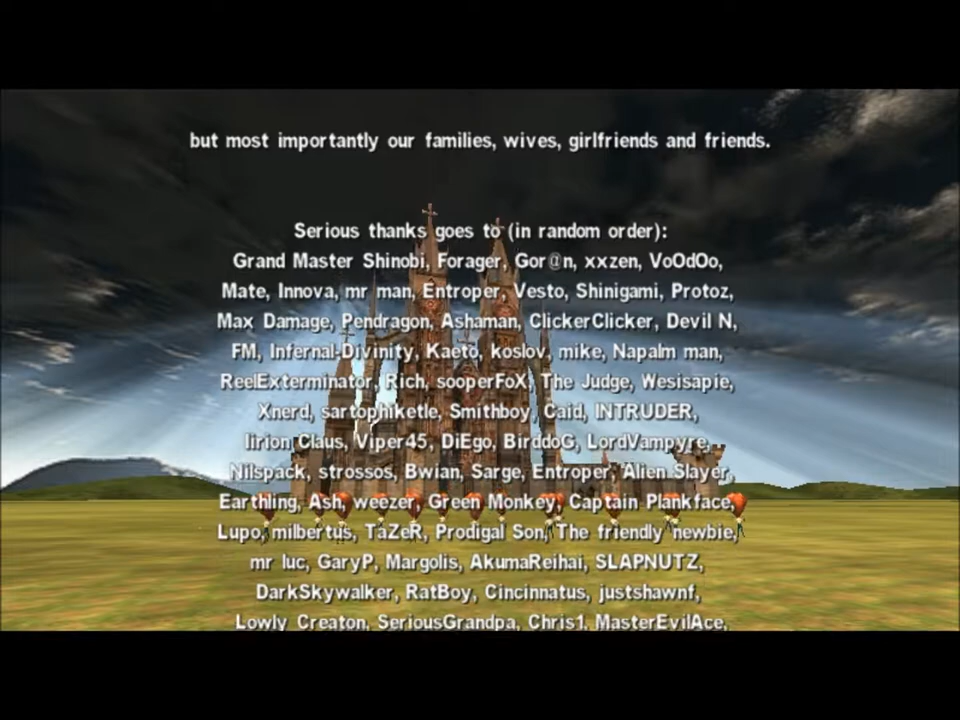 but most importantly our families, wives, girlfriends and friends.
Serious thanks goes to (in random order):
Grand Master Shinobi, Forager, Gor@n, xxzen, VoOdOo,
Mate, Innova, mr man, Entroper, Vesto, Shinigami, Protoz,
Max Damage, Pendragon, Ashaman, ClickerClicker, Devil N,
FM, Infernal-Divinity, Kaeto, koslov, mike, Napalm man,
ReelExterminator, Rich, sooperFoX, The Judge, Wesisapie,
Xnerd, sartophiketle, Smithboy, Caid, INTRUDER,
Iirion Claus, Viper45, DiEgo, BirddoG, LordVampyre,
Nilspack, strossos, Bwian, Sarge, Entroper, Alien Slayer,
Earthling, Ash, weezer, Green Monkey, Captain Plankface,
Lupo, milbertus, TaZeR, Prodigal Son, The friendly newbie,
mr luc, GaryP, Margolis, AkumaReihai, SLAPNUTZ,
DarkSkywalker, RatBoy, Cincinnatus, justshawnf,
Lowly Creaton, SeriousGrandpa, Chris1, MasterEvilAce,